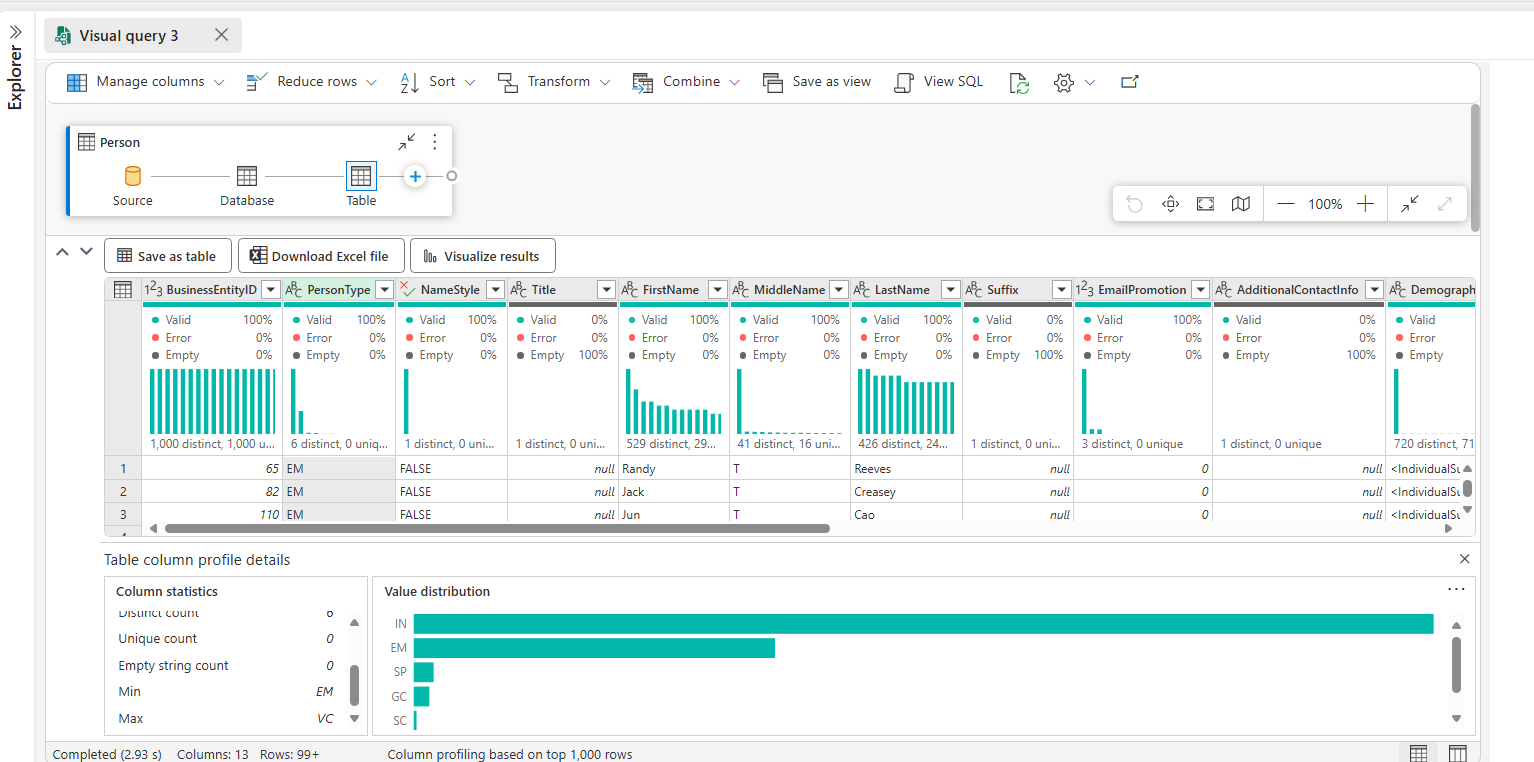 Explorer
Visual query 3
Manage columns Reduce rows Sort Transform Combine Save as view View SQL
Person
Source Database Table
100%
Save as table Download Excel file Visualize results
BusinessEntityID PersonType NameStyle Title FirstName MiddleName LastName Suffix EmailPromotion AdditionalContactInfo Demograph
Valid 100% Valid 100% Valid 100% Valid 0% Valid 100% Valid 100% Valid 100% Valid 0% Valid 100% Valid 0% Valid
Error 0% Error 0% Error 0% Error 0% Error 0% Error 0% Error 0% Error 0% Error 0% Error 0% Error
Empty 0% Empty 0% Empty 0% Empty 100% Empty 0% Empty 0% Empty 0% Empty 100% Empty 0% Empty 100% Empty
1,000 distinct, 1,000 u... 6 distinct, 0 uniq... 1 distinct, 0 uni... 1 distinct, 0 uni... 529 distinct, 29... 41 distinct, 16 uni... 426 distinct, 24... 1 distinct, 0 uni... 3 distinct, 0 unique 1 distinct, 0 unique 720 distinct, 71
1 65 EM FALSE null Randy T Reeves null 0 null <IndividualSu
2 82 EM FALSE null Jack T Creasey null 0 null <IndividualSu
3 110 EM FALSE null Jun T Cao null 0 null <IndividualSu
Table column profile details
Column statistics
Distinct count 6
Unique count 0
Empty string count 0
Min EM
Max VC
Value distribution
IN
EM
SP
GC
SC
Completed (2.93 s) Columns: 13 Rows: 99+ Column profiling based on top 1,000 rows